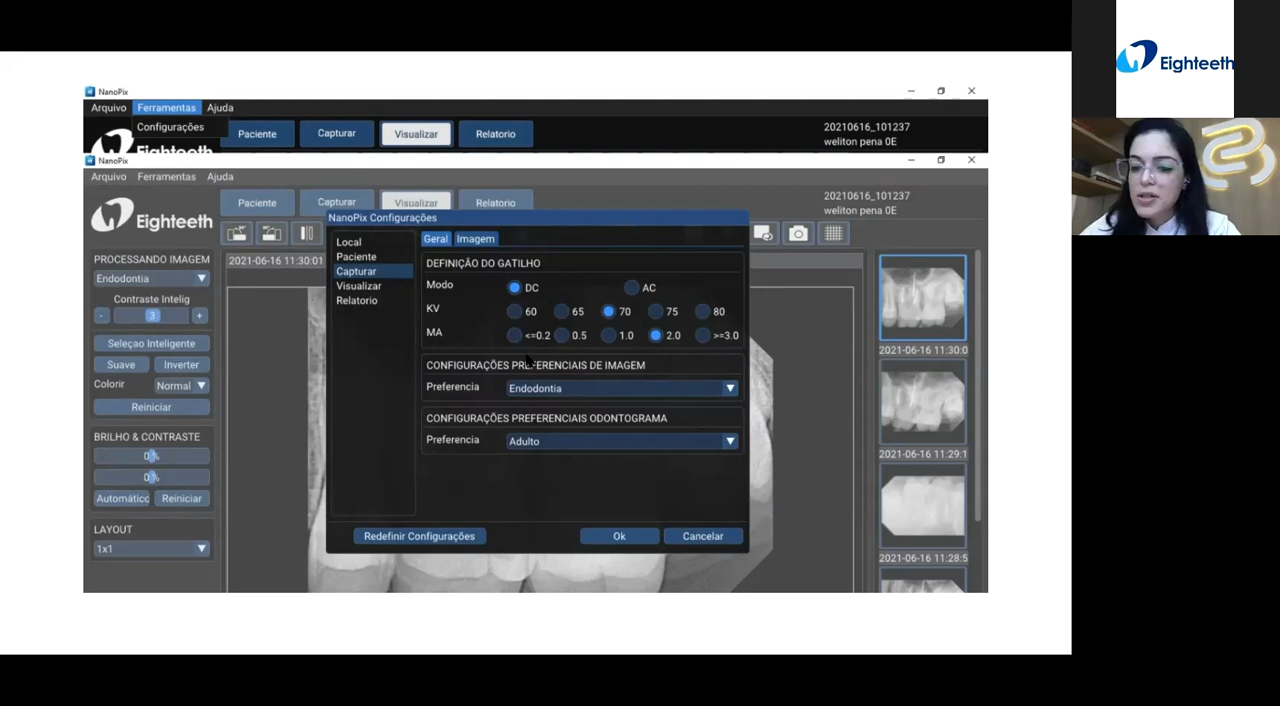 Eighteeth
NanoPix
Arquivo Ferramentas Ajuda
Configurações
Paciente Capturar Visualizar Relatorio
20210616_101237
weliton pena 0E
Eighteeth
NanoPix
Arquivo Ferramentas Ajuda
Eighteeth
Paciente Capturar Visualizar Relatorio
20210616_101237
weliton pena 0E
PROCESSANDO IMAGEM
Endodontia
Contraste Intelig
- 3 +
Seleçao Inteligente
Suave Inverter
Colorir Normal
Reiniciar
BRILHO & CONTRASTE
0%
0%
Automático Reiniciar
LAYOUT
1x1
2021-06-16 11:30:01
NanoPix Configurações
Local
Paciente
Capturar
Visualizar
Relatorio
Geral Imagem
DEFINIÇÃO DO GATILHO
Modo DC AC
KV 60 65 70 75 80
MA <=0.2 0.5 1.0 2.0 >=3.0
CONFIGURAÇÕES PREFERENCIAIS DE IMAGEM
Preferencia Endodontia
CONFIGURAÇÕES PREFERENCIAIS ODONTOGRAMA
Preferencia Adulto
Redefinir Configurações Ok Cancelar
2021-06-16 11:30:0
2021-06-16 11:29:1
2021-06-16 11:28:5